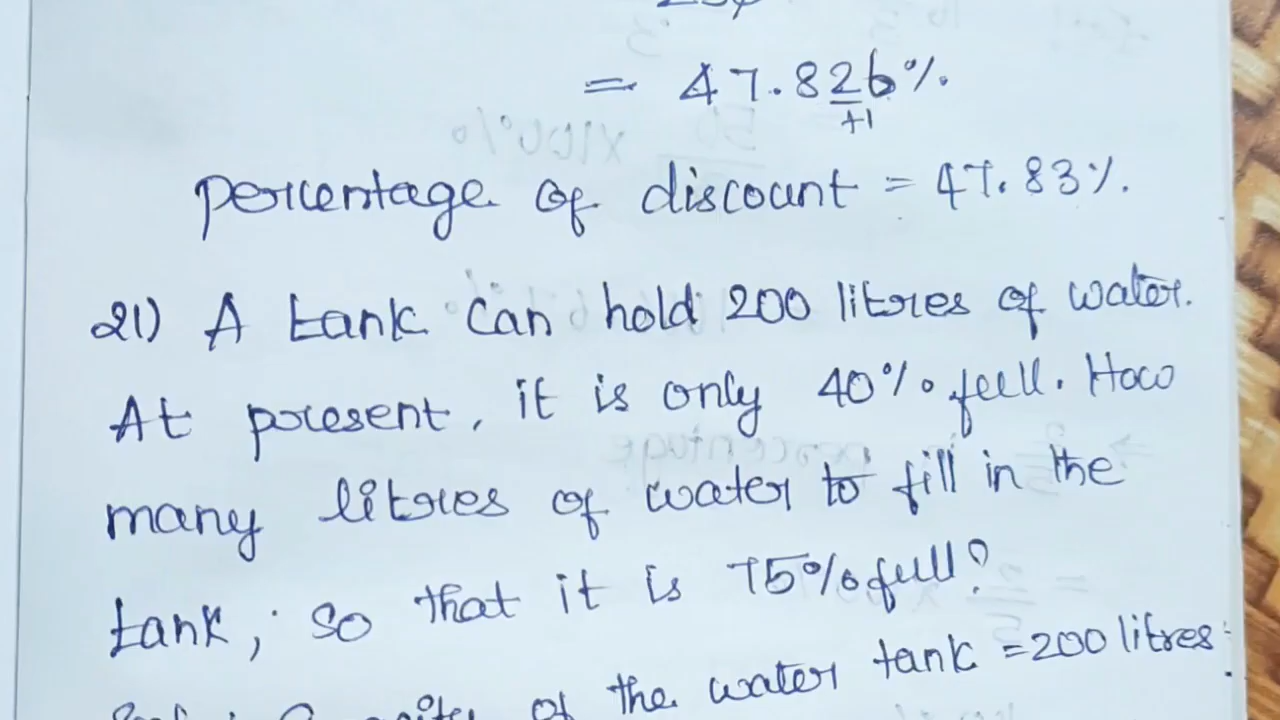 = 47.826%
+1
percentage of discount = 47.83%.
21) A tank can hold 200 litres of water.
At present, it is only 40% full. How
many litres of water to fill in the
tank, so that it is 75% full?
of the water tank = 200 litres